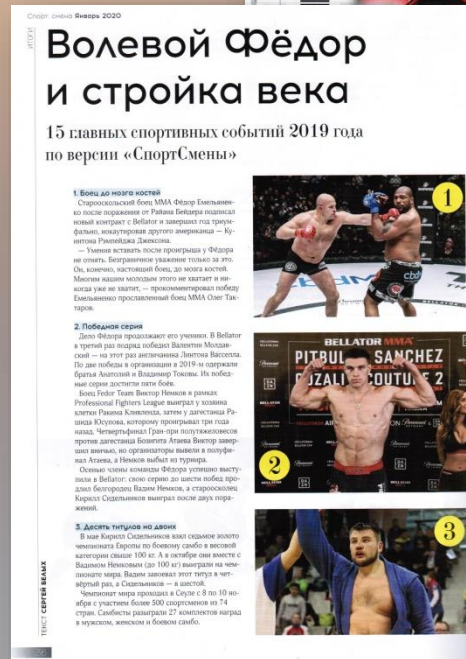 Спорт смена Январь 2020
ИТОГИ
Волевой Фёдор
и стройка века
15 главных спортивных событий 2019 года
по версии «СпортСмены»
1. Боец до мозга костей
Старооскольский боец ММА Фёдор Емельянен-
ко после поражения от Райана Бейдера подписал
новый контракт с Bellator и завершил год триум-
фально, нокаутировав другого американца — Ку-
интона Рэмпейджа Джексона.
— Умения вставать после проигрыша у Фёдора
не отнять. Безграничное уважение только за это.
Он, конечно, настоящий боец, до мозга костей.
Многим нашим молодым этого не хватает и ни-
когда уже не хватит, — прокомментировал победу
Емельяненко прославленный боец ММА Олег Так-
таров.
2. Победная серия
Дело Фёдора продолжают его ученики. В Bellator
в третий раз подряд победил Валентин Молдав-
ский — на этот раз англичанина Линтона Васселла.
По две победы в организации в 2019-м одержали
братья Анатолий и Владимир Токовы. Их побед-
ные серии достигли пяти боёв.
Боец Fedor Team Виктор Немков в рамках
Professional Fighters League выиграл у хозяина
клетки Ракима Кливленда, затем у дагестанца Ра-
шида Юсупова, которому проигрывал три года
назад. Четвертьфинал Гран-при полутяжеловесов
против дагестанца Бозигита Атаева Виктор завер-
шил вничью, но организаторы вывели в полуфи-
нал Атаева, а Немков выбыл из турнира.
Осенью члены команды Фёдора успешно высту-
пили в Bellator: свою серию до шести побед прод-
лил белгородец Вадим Немков, а староосколец
Кирилл Сидельников выиграл после двух пора-
жений.
3. Десять титулов на двоих
В мае Кирилл Сидельников взял седьмое золото
чемпионата Европы по боевому самбо в весовой
категории свыше 100 кг. А в октябре они вместе с
Вадимом Немковым (до 100 кг) выиграли на чем-
пионате мира. Вадим завоевал этот титул в чет-
вёртый раз, а Сидельников — в шестой.
Чемпионат мира проходил в Сеуле с 8 по 10 но-
ября с участием более 500 спортсменов из 74
стран. Самбисты разыграли 27 комплектов наград
в мужском, женском и боевом самбо.
ТЕКСТ СЕРГЕЙ БЕЛЫХ
1
cbd
BELLATOR MMA
PITBULL SANCHEZ
COUTURE 2
2
3